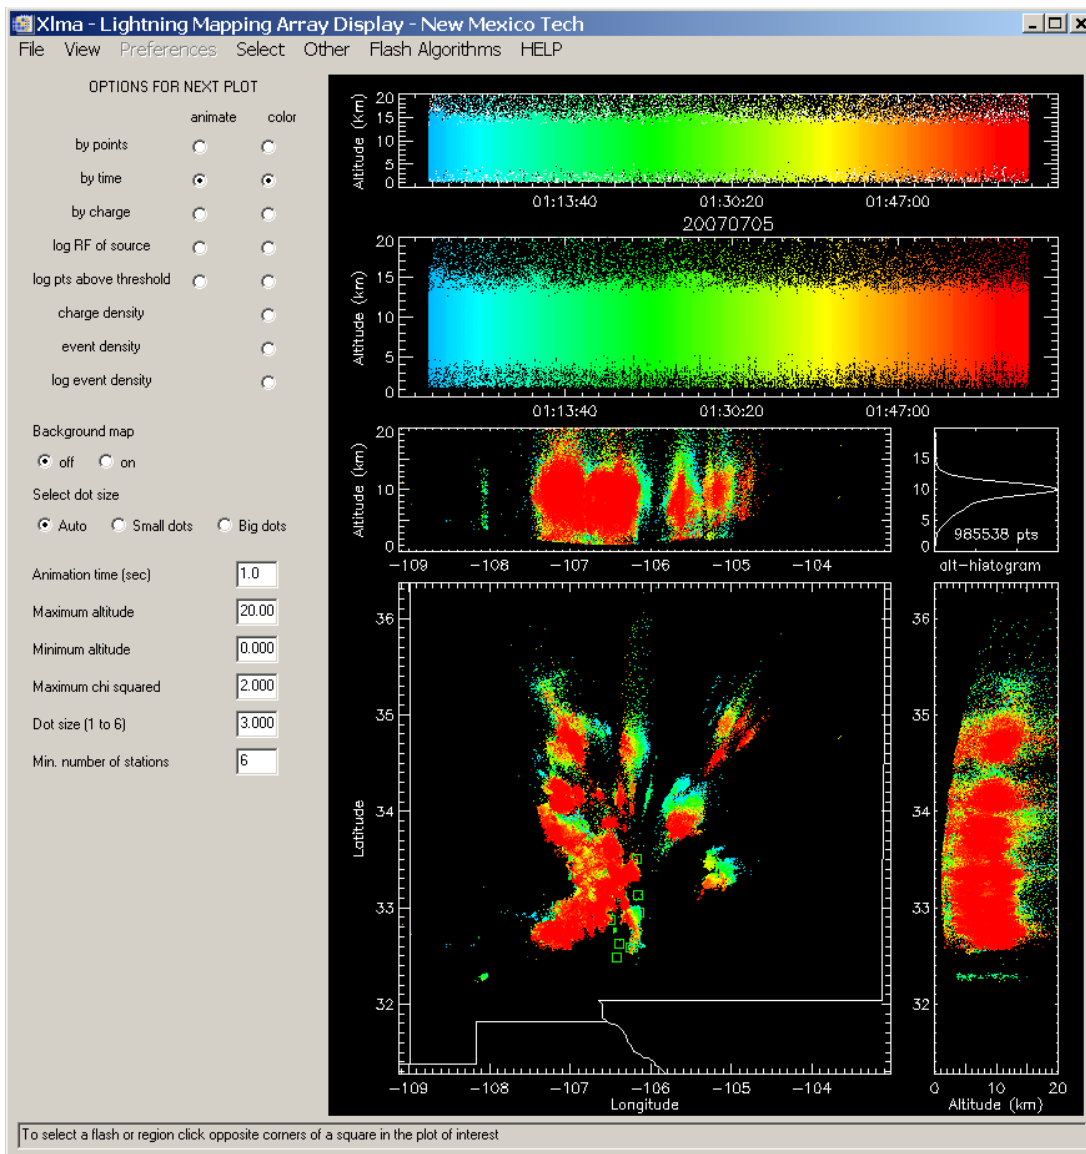 Xlma - Lightning Mapping Array Display - New Mexico Tech
File View Preferences Select Other Flash Algorithms HELP
OPTIONS FOR NEXT PLOT
animate color
by points
by time
by charge
log RF of source
log pts above threshold
charge density
event density
log event density
Background map
off on
Select dot size
Auto Small dots Big dots
Animation time (sec) 1.0
Maximum altitude 20.00
Minimum altitude 0.000
Maximum chi squared 2.000
Dot size (1 to 6) 3.000
Min. number of stations 6
Altitude (km)
20
15
10
5
0
01:13:40 01:30:20 01:47:00
20070705
Altitude (km)
20
15
10
5
0
01:13:40 01:30:20 01:47:00
Altitude (km)
20
10
0
-109 -108 -107 -106 -105 -104
15
10
5
0
985538 pts
alt-histogram
Latitude
36
35
34
33
32
-109 -108 -107 -106 -105 -104
Longitude
36
35
34
33
32
0 10 20
Altitude (km)
To select a flash or region click opposite corners of a square in the plot of interest